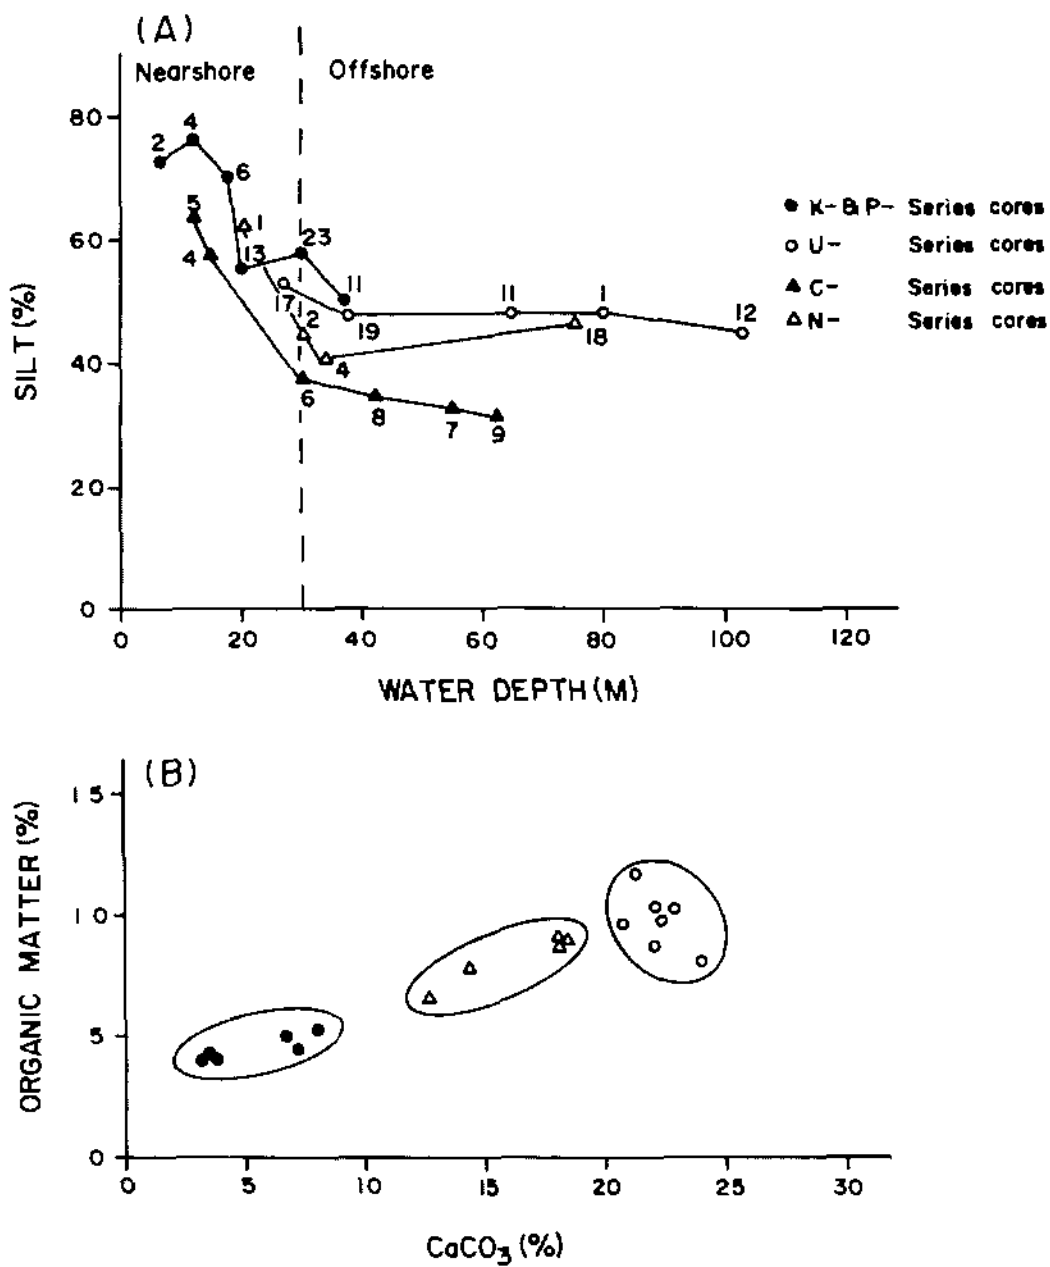 (A)
Nearshore
Offshore
80
60
40
20
0
SILT (%)
2
4
6
13
23
11
5
4
6
8
7
9
1
2
4
18
17
19
11
1
12
0 20 40 60 80 100 120
WATER DEPTH (M)
K- & P- Series cores
U- Series cores
C- Series cores
N- Series cores
(B)
15
10
5
0
ORGANIC MATTER (%)
0 5 10 15 20 25 30
CaCO3 (%)